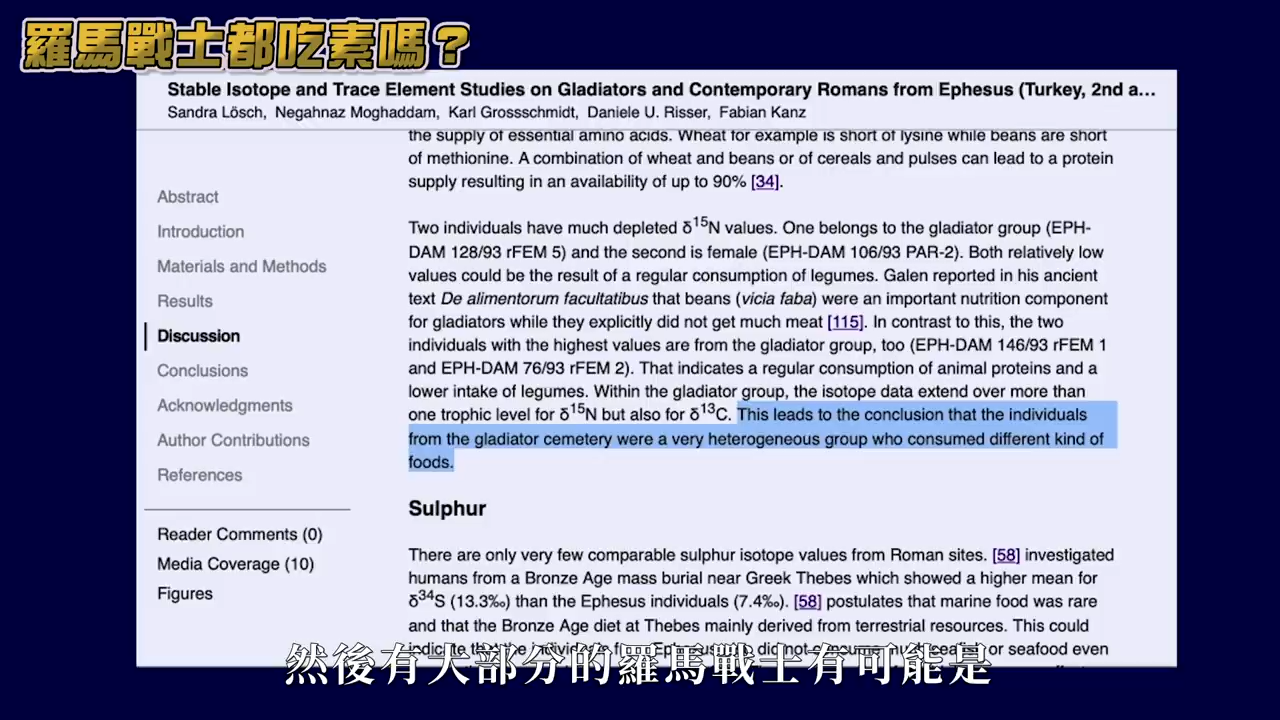 羅馬戰士都吃素嗎？
Stable Isotope and Trace Element Studies on Gladiators and Contemporary Romans from Ephesus (Turkey, 2nd a...
Sandra Lösch, Negahnaz Moghaddam, Karl Grossschmidt, Daniele U. Risser, Fabian Kanz
Abstract
Introduction
Materials and Methods
Results
Discussion
Conclusions
Acknowledgments
Author Contributions
References
Reader Comments (0)
Media Coverage (10)
Figures
the supply of essential amino acids. Wheat for example is short of lysine while beans are short
of methionine. A combination of wheat and beans or of cereals and pulses can lead to a protein
supply resulting in an availability of up to 90% [34].
Two individuals have much depleted δ¹⁵N values. One belongs to the gladiator group (EPH-
DAM 128/93 rFEM 5) and the second is female (EPH-DAM 106/93 PAR-2). Both relatively low
values could be the result of a regular consumption of legumes. Galen reported in his ancient
text De alimentorum facultatibus that beans (vicia faba) were an important nutrition component
for gladiators while they explicitly did not get much meat [115]. In contrast to this, the two
individuals with the highest values are from the gladiator group, too (EPH-DAM 146/93 rFEM 1
and EPH-DAM 76/93 rFEM 2). That indicates a regular consumption of animal proteins and a
lower intake of legumes. Within the gladiator group, the isotope data extend over more than
one trophic level for δ¹⁵N but also for δ¹³C. This leads to the conclusion that the individuals
from the gladiator cemetery were a very heterogeneous group who consumed different kind of
foods.
Sulphur
There are only very few comparable sulphur isotope values from Roman sites. [58] investigated
humans from a Bronze Age mass burial near Greek Thebes which showed a higher mean for
δ³⁴S (13.3‰) than the Ephesus individuals (7.4‰). [58] postulates that marine food was rare
and that the Bronze Age diet at Thebes mainly derived from terrestrial resources. This could
or seafood even
然後有大部分的羅馬戰士有可能是